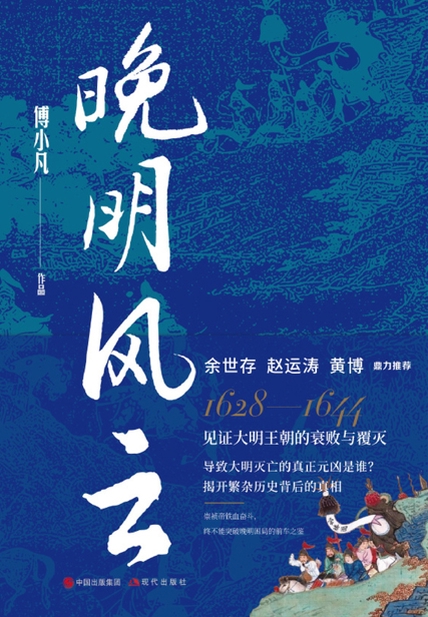 晚明风云
傅小凡
作品
余世存 赵运涛 黄博 鼎力推荐
1628—1644
见证大明王朝的衰败与覆灭
导致大明灭亡的真正元凶是谁?
揭开繁杂历史背后的真相
崇祯帝铁血奋斗,
终不能突破晚明困局的前车之鉴
中国出版集团 现代出版社